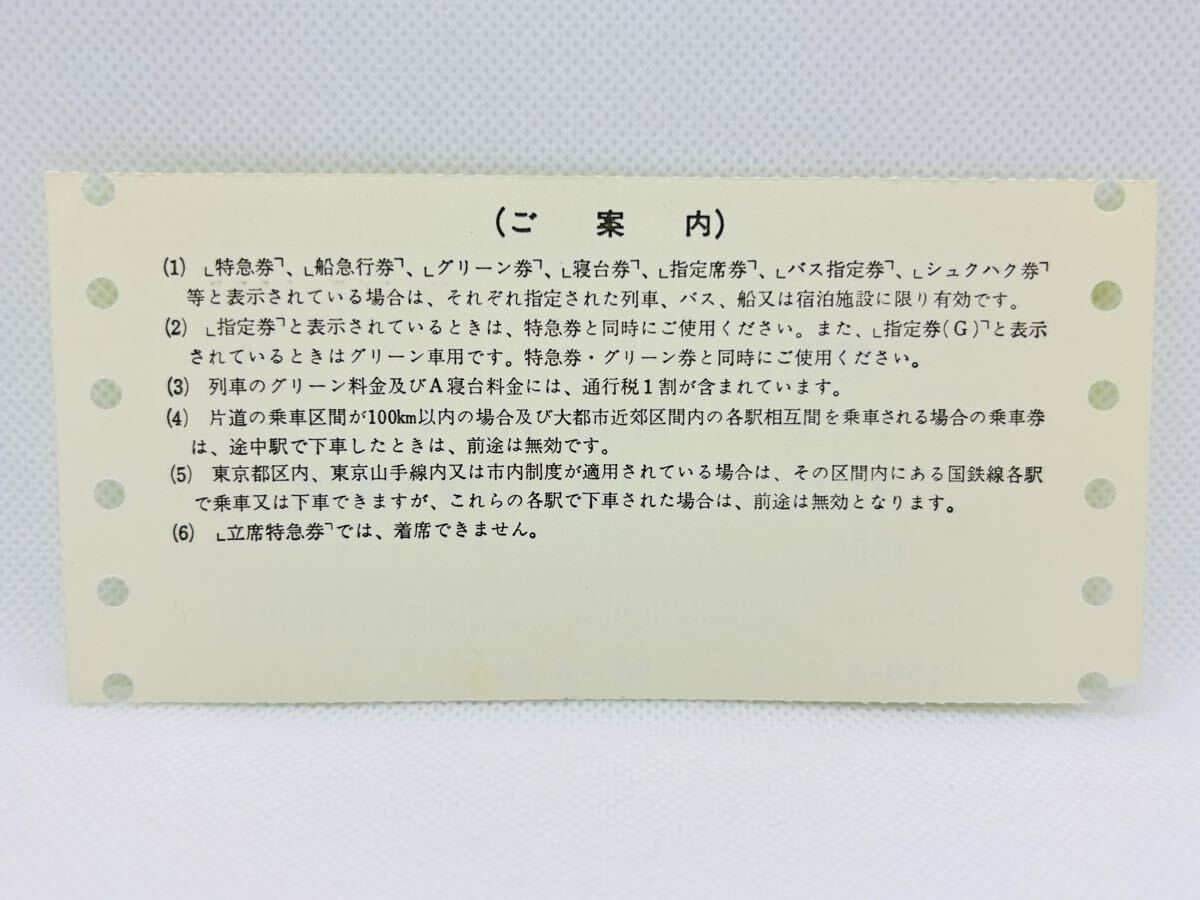 (ご案内)
(1) ｢特急券｣、｢船急行券｣、｢グリーン券｣、｢寝台券｣、｢指定席券｣、｢バス指定券｣、｢シュクハク券｣
等と表示されている場合は、それぞれ指定された列車、バス、船又は宿泊施設に限り有効です。
(2) ｢指定券｣と表示されているときは、特急券と同時にご使用ください。また、｢指定券(G)｣と表示
されているときはグリーン車用です。特急券・グリーン券と同時にご使用ください。
(3) 列車のグリーン料金及びA寝台料金には、通行税1割が含まれています。
(4) 片道の乗車区間が100km以内の場合及び大都市近郊区間内の各駅相互間を乗車される場合の乗車券
は、途中駅で下車したときは、前途は無効です。
(5) 東京都区内、東京山手線内又は市内制度が適用されている場合は、その区間内にある国鉄線各駅
で乗車又は下車できますが、これらの各駅で下車された場合は、前途は無効となります。
(6) ｢立席特急券｣では、着席できません。